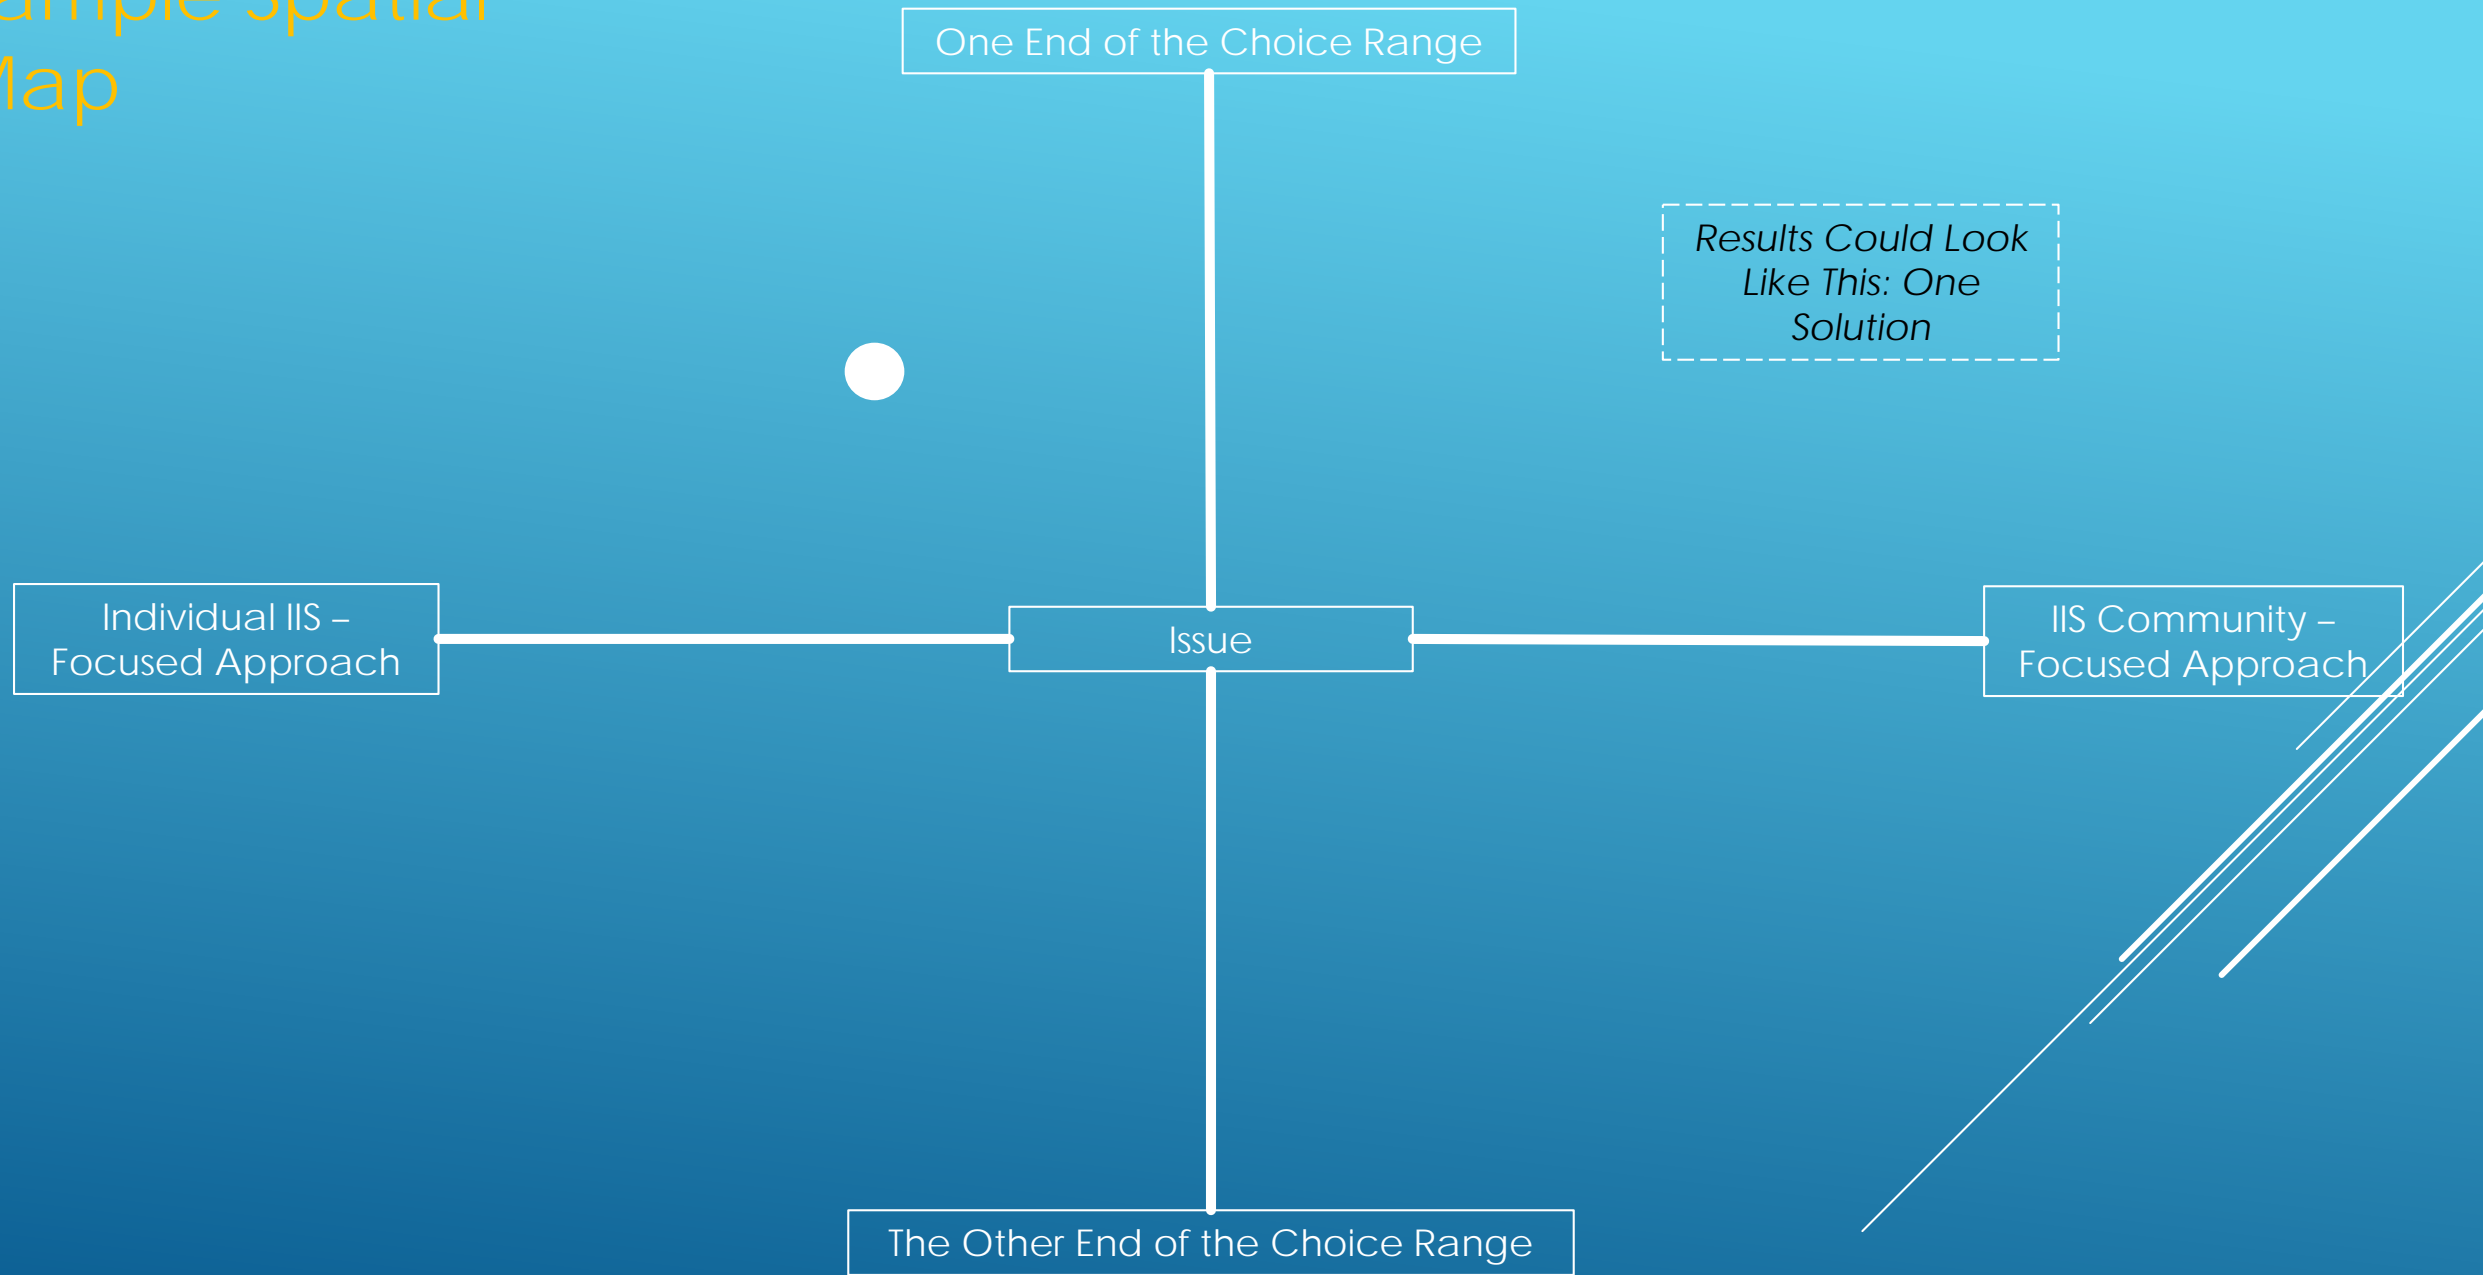 Spatial
One End of the Choice Range
Results Could Look
Like This: One
Solution
Individual IIS –
Focused Approach
Issue
IIS Community –
Focused Approach
The Other End of the Choice Range